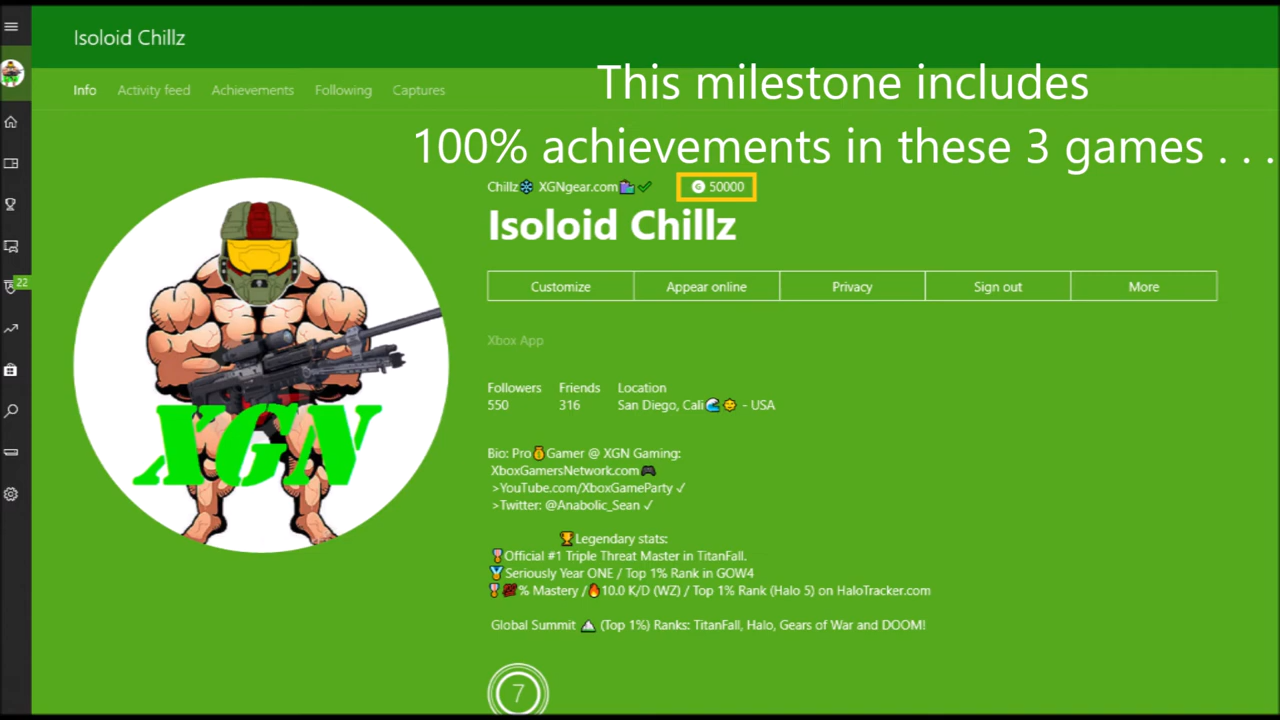 Isoloid Chillz
This milestone includes
Info Activity feed Achievements Following Captures
100% achievements in these 3 games . . .
Chillz❄ XGNgear.com🛍✔ G 50000
Isoloid Chillz
Customize Appear online Privacy Sign out More
22
Xbox App
Followers Friends Location
550 316 San Diego, Cali🌊🌞 - USA
XGN
Bio: Pro💰Gamer @ XGN Gaming:
XboxGamersNetwork.com🎮
>YouTube.com/XboxGameParty ✓
>Twitter: @Anabolic_Sean ✓
🏆Legendary stats:
🎖Official #1 Triple Threat Master in TitanFall.
🏅Seriously Year ONE / Top 1% Rank in GOW4
🎖💯% Mastery /🔥10.0 K/D (WZ) / Top 1% Rank (Halo 5) on HaloTracker.com
Global Summit 🏔 (Top 1%) Ranks: TitanFall, Halo, Gears of War and DOOM!
7